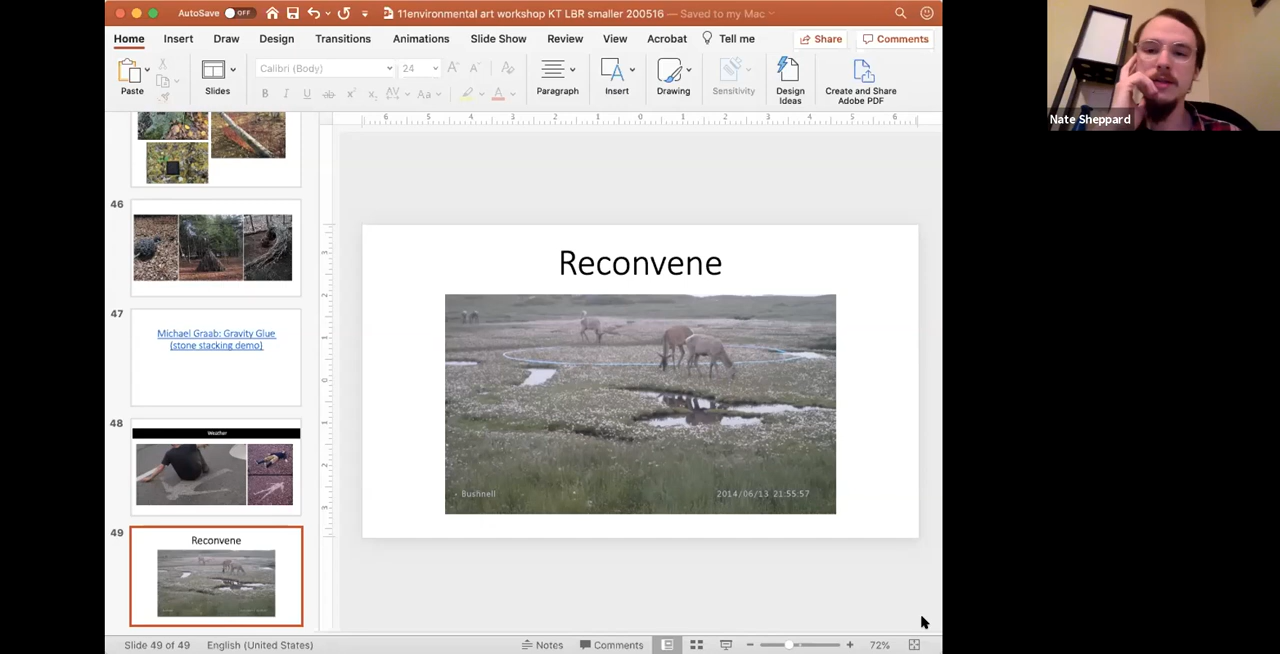 AutoSave OFF
11environmental art workshop KT LBR smaller 200516 — Saved to my Mac
Home Insert Draw Design Transitions Animations Slide Show Review View Acrobat Tell me Share Comments
Calibri (Body) 24
Paste Slides Paragraph Insert Drawing Sensitivity Design Ideas Create and Share Adobe PDF
Nate Sheppard
46
47
Michael Graab: Gravity Glue
(stone stacking demo)
48
Weather
49
Reconvene
Reconvene
Bushnell 2014/06/13 21:55:57
Slide 49 of 49 English (United States) Notes Comments 72%